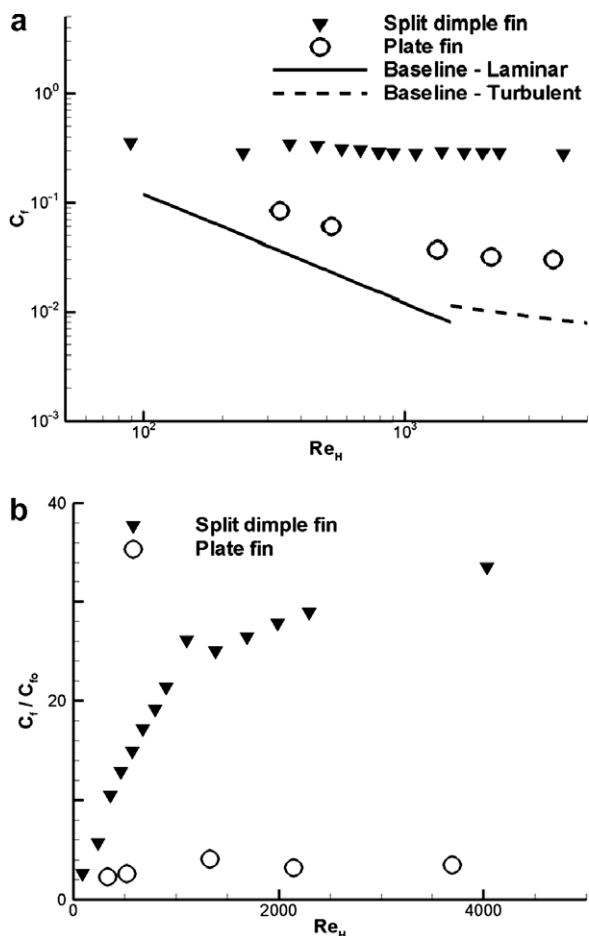 a
Split dimple fin
Plate fin
Baseline - Laminar
Baseline - Turbulent
10⁰
10⁻¹
10⁻²
10⁻³
C_f
10² 10³
Re_H
b
Split dimple fin
Plate fin
40
20
0
C_f / C_fo
0 2000 4000
Re_H